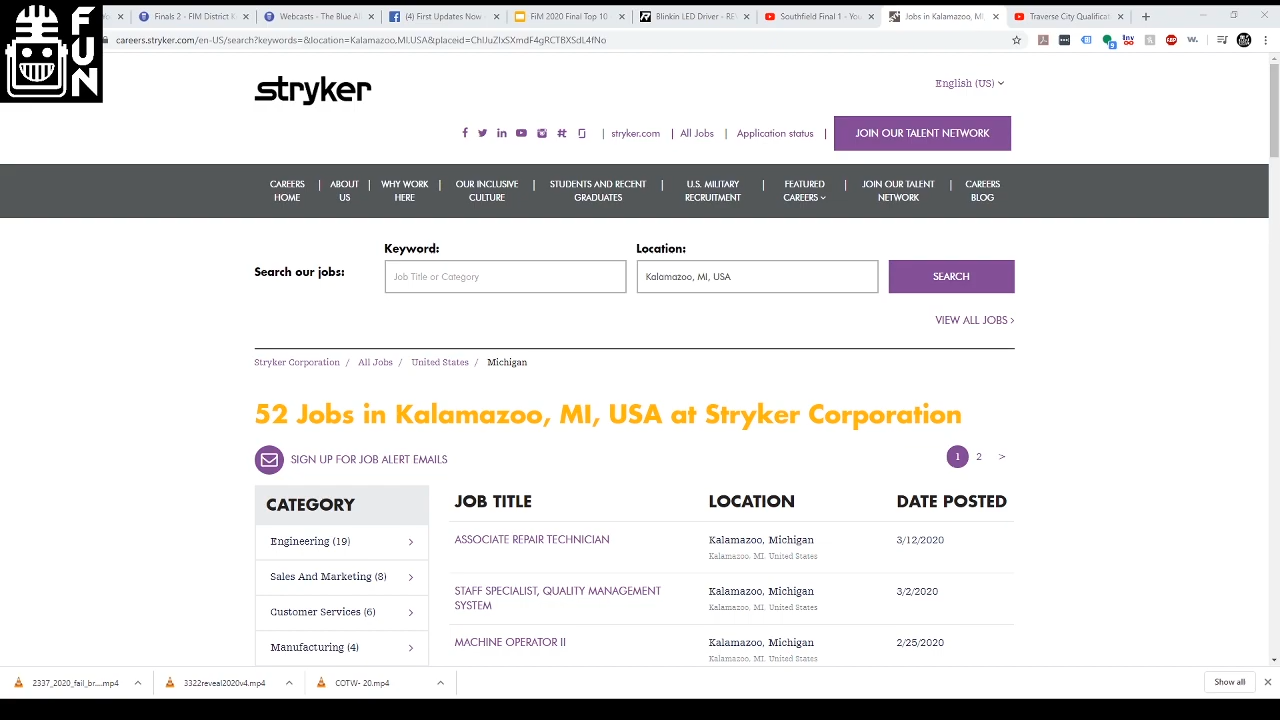 FUN
Finals 2 - FIM District K
Webcasts - The Blue Al
(4) First Updates Now
FiM 2020 Final Top 10
Blinkin LED Driver - RE
Southfield Final 1 - You
Jobs in Kalamazoo, MI,
Traverse City Qualificat
careers.stryker.com/en-US/search?keywords=&location=Kalamazoo,MI,USA&placeid=ChIJuZIxSXmdF4gRCTBXSdL4fNo
stryker
English (US)
stryker.com | All Jobs | Application status |
JOIN OUR TALENT NETWORK
CAREERS HOME
ABOUT US
WHY WORK HERE
OUR INCLUSIVE CULTURE
STUDENTS AND RECENT GRADUATES
U.S. MILITARY RECRUITMENT
FEATURED CAREERS
JOIN OUR TALENT NETWORK
CAREERS BLOG
Keyword: Location:
Search our jobs:
Job Title or Category
Kalamazoo, MI, USA
SEARCH
VIEW ALL JOBS >
Stryker Corporation / All Jobs / United States / Michigan
52 Jobs in Kalamazoo, MI, USA at Stryker Corporation
SIGN UP FOR JOB ALERT EMAILS
1 2 >
CATEGORY
Engineering (19)
Sales And Marketing (8)
Customer Services (6)
Manufacturing (4)
JOB TITLE LOCATION DATE POSTED
ASSOCIATE REPAIR TECHNICIAN Kalamazoo, Michigan 3/12/2020
Kalamazoo, MI, United States
STAFF SPECIALIST, QUALITY MANAGEMENT SYSTEM Kalamazoo, Michigan 3/2/2020
Kalamazoo, MI, United States
MACHINE OPERATOR II Kalamazoo, Michigan 2/25/2020
Kalamazoo, MI, United States
2337_2020_fail_br....mp4
3322reveal2020v4.mp4
COTW- 20.mp4
Show all